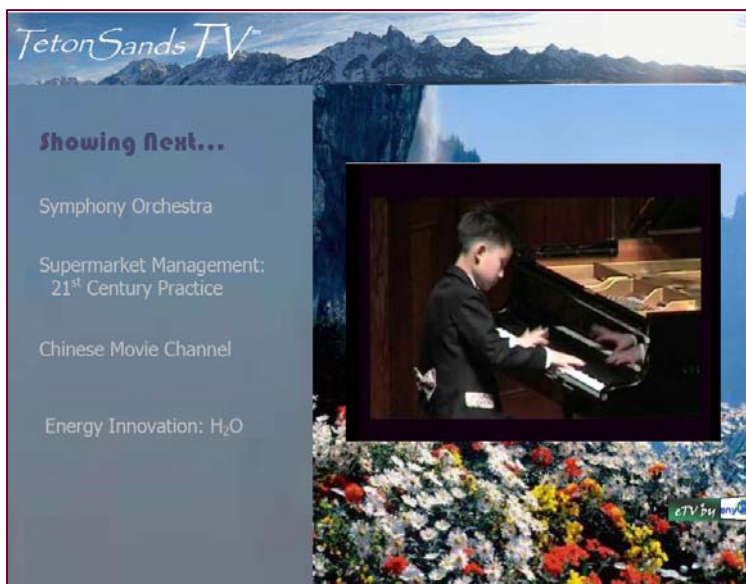 TetonSands TV
Showing Next...
Symphony Orchestra
Supermarket Management:
21st Century Practice
Chinese Movie Channel
Energy Innovation: H₂O
eTV by